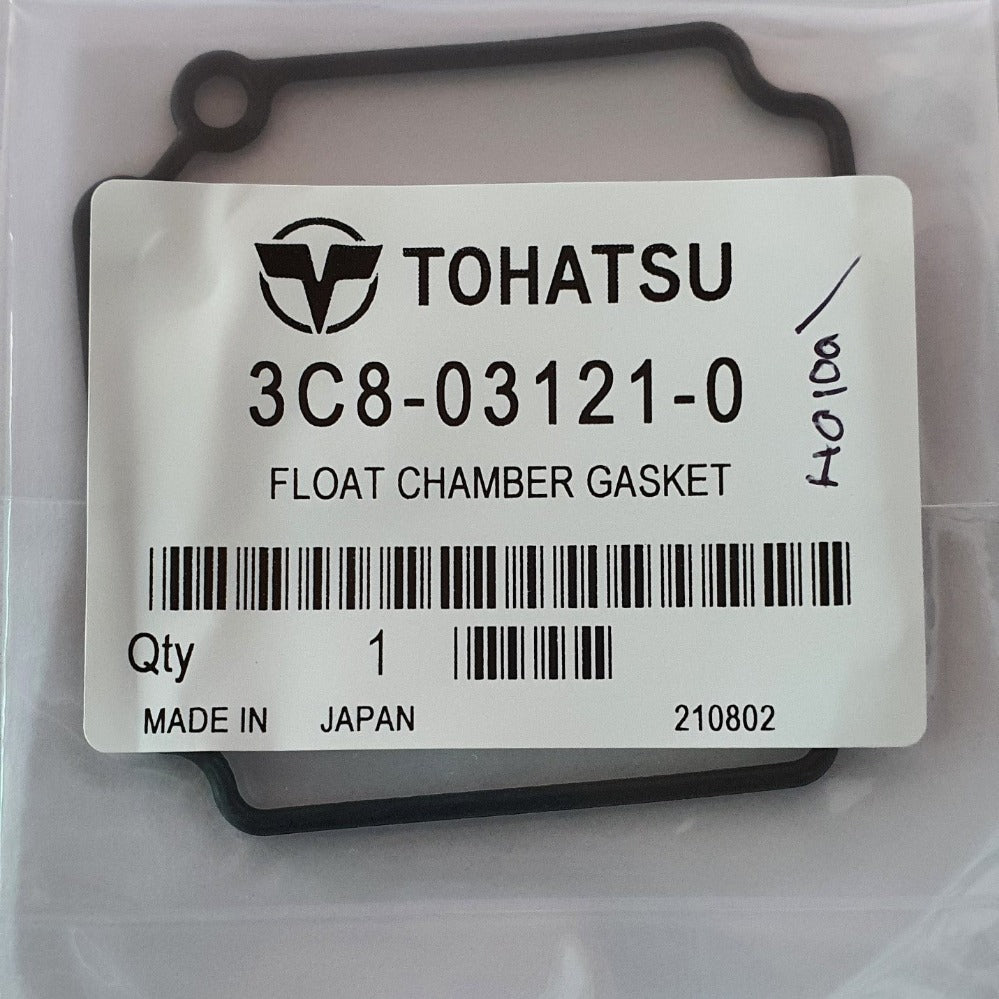 TOHATSU
3C8-03121-0
FLOAT CHAMBER GASKET
Qty 1
MADE IN JAPAN 210802